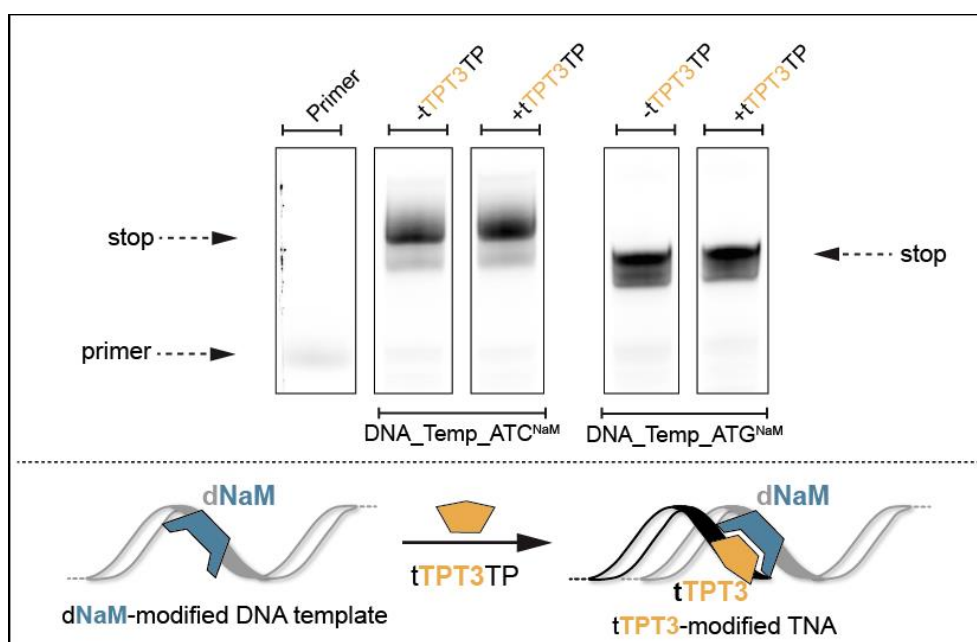 Primer
-tTPT3TP
+tTPT3TP
-tTPT3TP
+tTPT3TP
stop
stop
primer
DNA_Temp_ATC^NaM
DNA_Temp_ATG^NaM
dNaM
dNaM
tTPT3TP
tTPT3
dNaM-modified DNA template
tTPT3-modified TNA